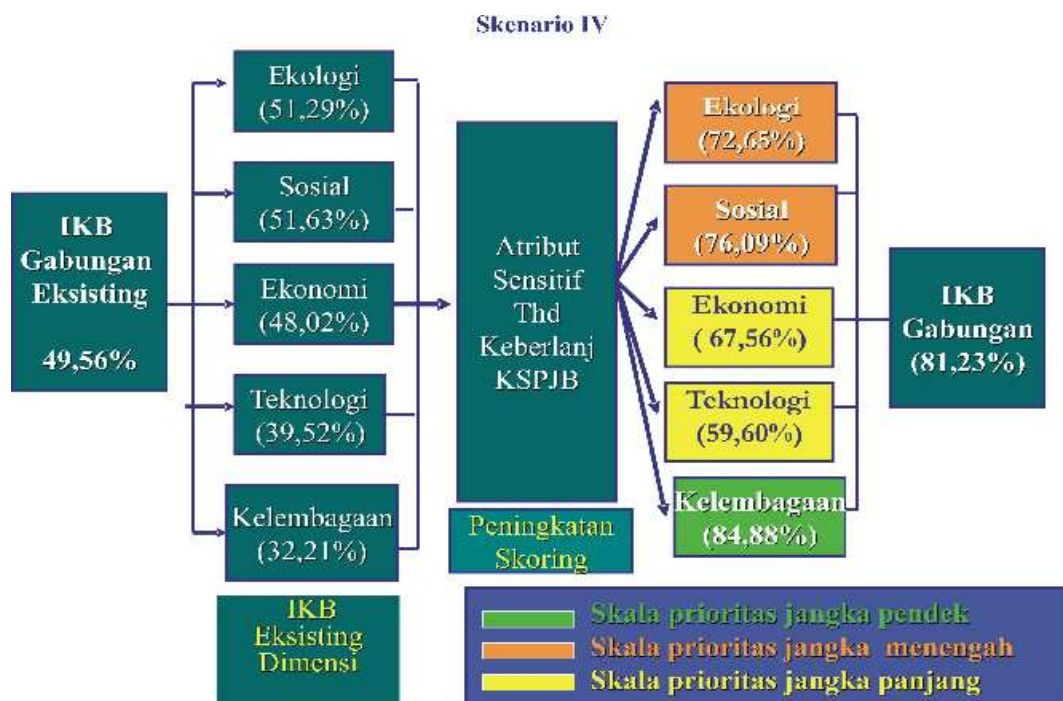 Skenario IV
IKB
Gabungan
Eksisting
49,56%
Ekologi
(51,29%)
Sosial
(51,63%)
Ekonomi
(48,02%)
Teknologi
(39,52%)
Kelembagaan
(32,21%)
IKB
Eksisting
Dimensi
Atribut
Sensitif
Thd
Keberlanj
KSPJB
Peningkatan
Skoring
Ekologi
(72,65%)
Sosial
(76,09%)
Ekonomi
( 67,56%)
Teknologi
(59,60%)
Kelembagaan
(84,88%)
IKB
Gabungan
(81,23%)
Skala prioritas jangka pendek
Skala prioritas jangka menengah
Skala prioritas jangka panjang